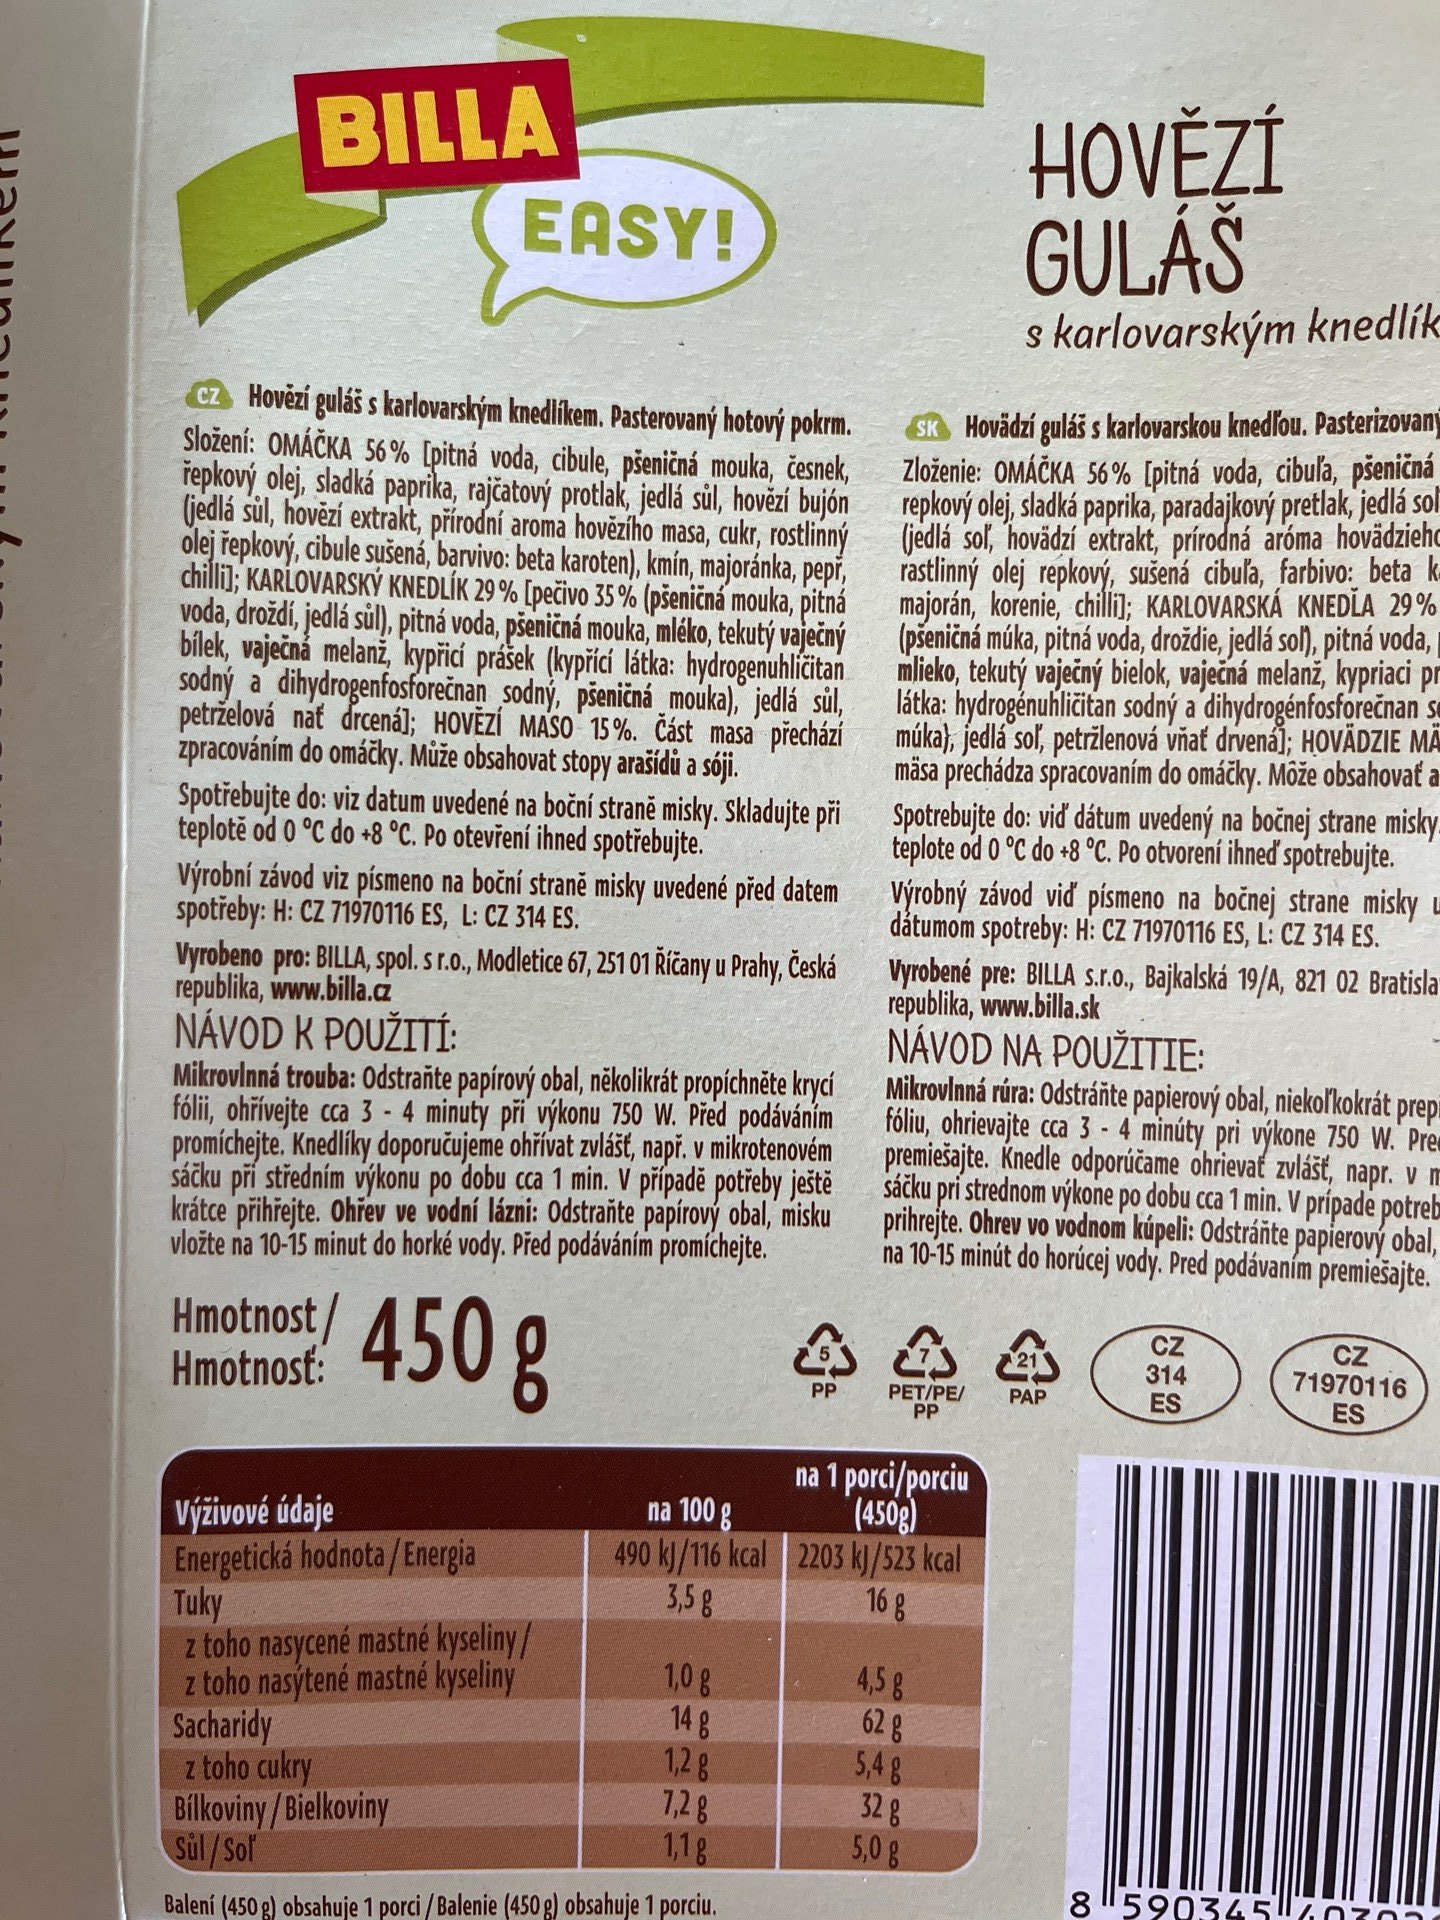 BILLA
EASY!
HOVĚZÍ
GULÁŠ
s karlovarským
CZ Hovězí guláš s karlovarským knedlíkem. Pasterovaný hotový pokrm.
Složení: OMÁČKA 56 % [pitná voda, cibule, pšeničná mouka, česnek,
řepkový olej, sladká paprika, rajčatový protlak, jedlá sůl, hovězí bujón
(jedlá sůl, hovězí extrakt, přírodní aroma hovězího masa, cukr, rostlinný
olej řepkový, cibule sušená, barvivo: beta karoten), kmín, majoránka, pepř,
chilli]; KARLOVARSKÝ KNEDLÍK 29 % [pečivo 35 % (pšeničná mouka, pitná
voda, droždí, jedlá sůl), pitná voda, pšeničná mouka, mléko, tekutý vaječný
bílek, vaječná melanž, kypřicí prášek (kypřící látka: hydrogenuhličitan
sodný a dihydrogenfosforečnan sodný, pšeničná mouka), jedlá sůl,
petrželová nať drcená]; HOVĚZÍ MASO 15 %. Část masa přechází
zpracováním do omáčky. Může obsahovat stopy arašídů a sóji.
Spotřebujte do: viz datum uvedené na boční straně misky. Skladujte při
teplotě od 0 °C do +8 °C. Po otevření ihned spotřebujte.
Výrobní závod viz písmeno na boční straně misky uvedené před datem
spotřeby: H: CZ 71970116 ES, L: CZ 314 ES.
Vyrobeno pro: BILLA, spol. s r.o., Modletice 67, 251 01 Říčany u Prahy, Česká
republika, www.billa.cz
NÁVOD K POUŽITÍ:
Mikrovlnná trouba: Odstraňte papírový obal, několikrát propíchněte krycí
fólii, ohřívejte cca 3 - 4 minuty při výkonu 750 W. Před podáváním
promíchejte. Knedlíky doporučujeme ohřívat zvlášť, např. v mikrotenovém
sáčku při středním výkonu po dobu cca 1 min. V případě potřeby ještě
krátce přihřejte. Ohřev ve vodní lázni: Odstraňte papírový obal, misku
vložte na 10-15 minut do horké vody. Před podáváním promíchejte.
SK Hovädzí guláš s karlovarskou knedľou. Pasterizovaný
Zloženie: OMÁČKA 56 % [pitná voda, cibuľa, pšeničná
repkový olej, sladká paprika, paradajkový pretlak, jedlá soľ
(jedlá soľ, hovädzí extrakt, prírodná aróma
rastlinný olej repkový, sušená cibuľa, farbivo: beta
majorán, korenie, chilli]; KARLOVARSKÁ KNEDĽA 29 %
(pšeničná múka, pitná voda, droždie, jedlá soľ), pitná voda,
mlieko, tekutý vaječný bielok, vaječná melanž, kypriaci
látka: hydrogénuhličitan sodný a dihydrogénfosforečnan
múka), jedlá soľ, petržlenová vňať drvená]; HOVÄDZIE
mäsa prechádza spracovaním do omáčky. Môže obsahovať
Spotrebujte do: viď dátum uvedený na bočnej strane misky.
teplote od 0 °C do +8 °C. Po otvorení ihneď spotrebujte.
Výrobný závod viď písmeno na bočnej strane misky
dátumom spotreby: H: CZ 71970116 ES, L: CZ 314 ES.
Vyrobené pre: BILLA s.r.o., Bajkalská 19/A, 821 02
republika, www.billa.sk
NÁVOD NA POUŽITIE:
Mikrovlnná rúra: Odstráňte papierový obal, niekoľkokrát
fóliu, ohrievajte cca 3 - 4 minúty pri výkone 750 W.
premiešajte. Knedle odporúčame ohrievať zvlášť, napr. v
sáčku pri strednom výkone po dobu cca 1 min. V prípade
prihrejte. Ohrev vo vodnom kúpeli: Odstráňte papierový obal,
na 10-15 minút do horúcej vody. Pred podávaním premiešajte.
Hmotnost/
Hmotnosť: 450 g
5 PP
7 PET/PE/
PP
21 PAP
CZ
314
ES
CZ
71970116
ES
Výživové údaje na 100 g na 1 porci/porciu
(450g)
Energetická hodnota / Energia 490 kJ/116 kcal 2203 kJ/523 kcal
Tuky 3,5 g 16 g
z toho nasycené mastné kyseliny /
z toho nasýtené mastné kyseliny 1,0 g 4,5 g
Sacharidy 14 g 62 g
z toho cukry 1,2 g 5,4 g
Bílkoviny / Bielkoviny 7,2 g 32 g
Sůl / Soľ 1,1 g 5,0 g
Balení (450 g) obsahuje 1 porci / Balenie (450 g) obsahuje 1 porciu.
8 590345